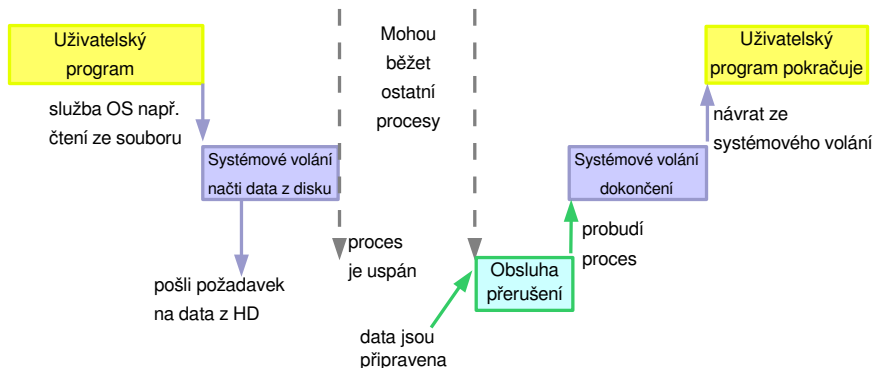 Uživatelský
program
služba OS např.
čtení ze souboru
Systémové volání
načti data z disku
pošli požadavek
na data z HD
proces
je uspán
Mohou
běžet
ostatní
procesy
data jsou
připravena
Obsluha
přerušení
probudí
proces
Systémové volání
dokončení
návrat ze
systémového volání
Uživatelský
program pokračuje